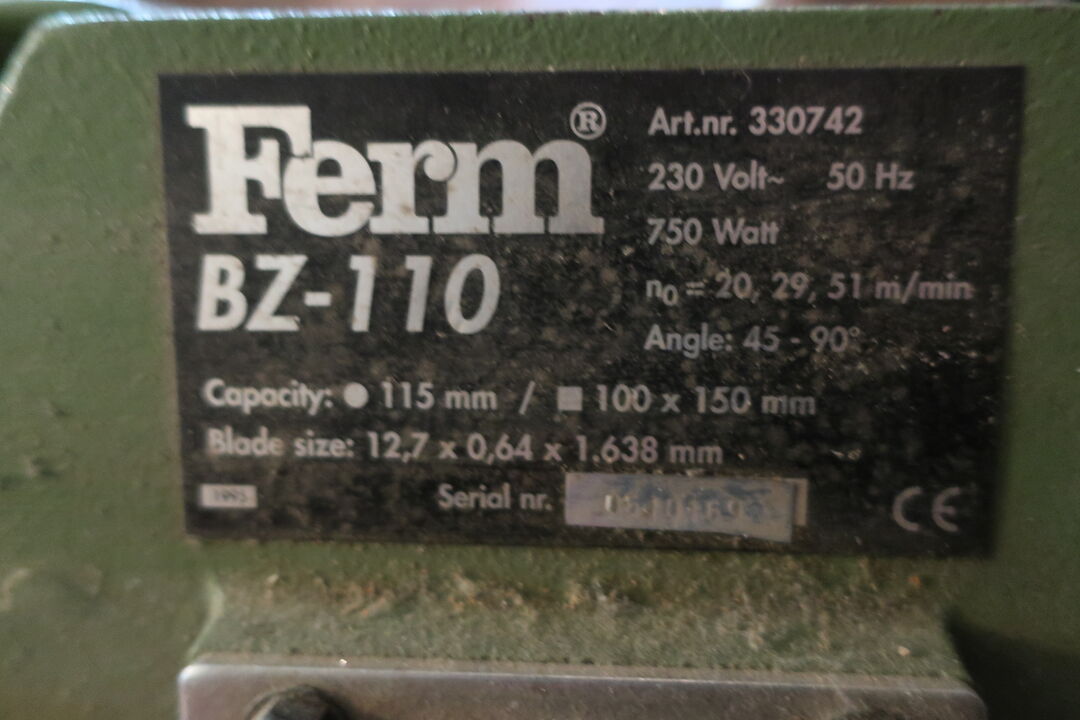 Ferm®
BZ-110
Art.nr. 330742
230 Volt~ 50 Hz
750 Watt
n0 = 20, 29, 51 m/min
Angle: 45 - 90°
Capacity: ● 115 mm / ■ 100 x 150 mm
Blade size: 12,7 x 0,64 x 1.638 mm
1995
Serial nr.
CE